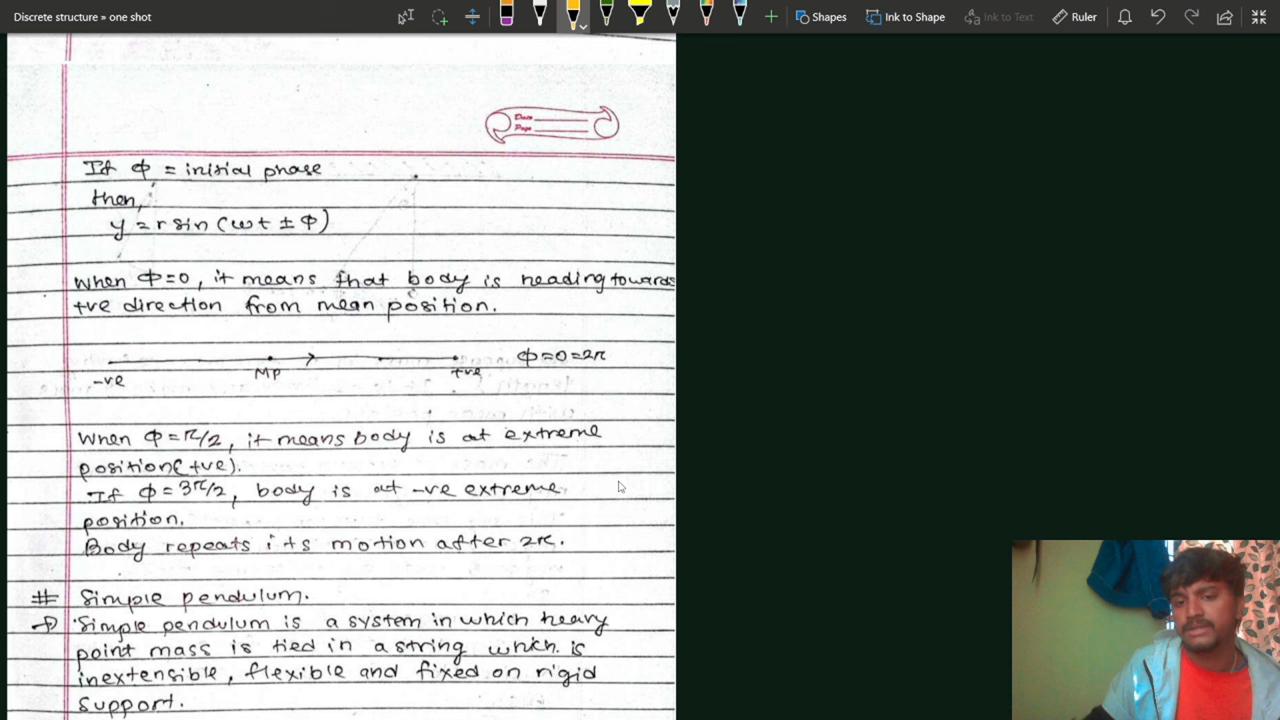 Discrete structure » one shot
Shapes
Ink to Shape
Ink to Text
Ruler
Date
Page
If ф = initial phase
then,
y = r sin (ωt ± ф)
When ф=0, it means that body is heading towards
+ve direction from mean position.
ф=0=2π
-ve MP +ve
When ф=π/2, it means body is at extreme
position(+ve).
If ф=3π/2, body is at -ve extreme
position.
Body repeats its motion after 2π.
# Simple pendulum.
→ Simple pendulum is a system in which heavy
point mass is tied in a string which is
inextensible, flexible and fixed on rigid
support.